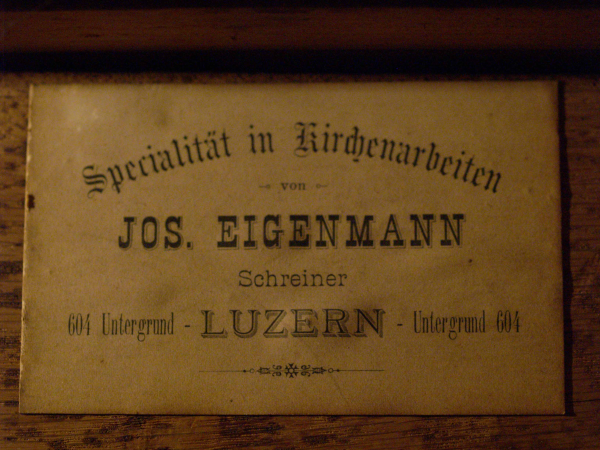 Specialität in Kirchenarbeiten
von
JOS. EIGENMANN
Schreiner
604 Untergrund - LUZERN - Untergrund 604